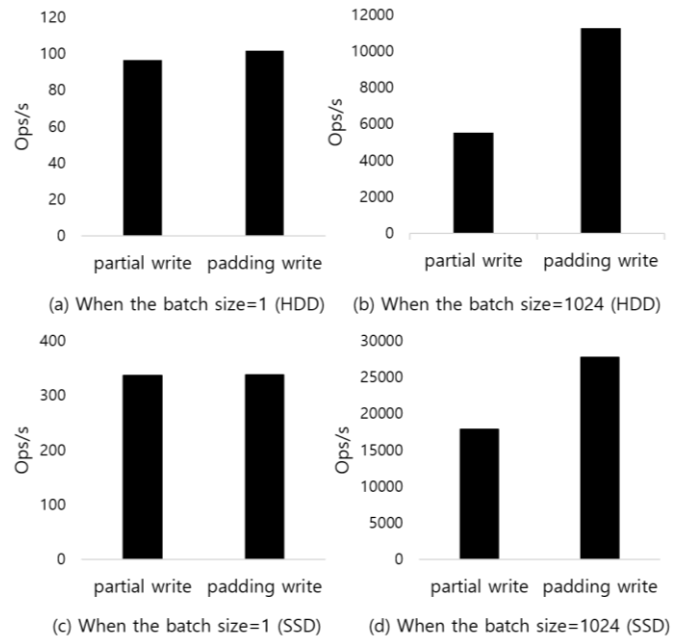 120
100
80
60
40
20
0
Ops/s
partial write padding write
(a) When the batch size=1 (HDD)
12000
10000
8000
6000
4000
2000
0
Ops/s
partial write padding write
(b) When the batch size=1024 (HDD)
400
300
200
100
0
Ops/s
partial write padding write
(c) When the batch size=1 (SSD)
30000
25000
20000
15000
10000
5000
0
Ops/s
partial write padding write
(d) When the batch size=1024 (SSD)